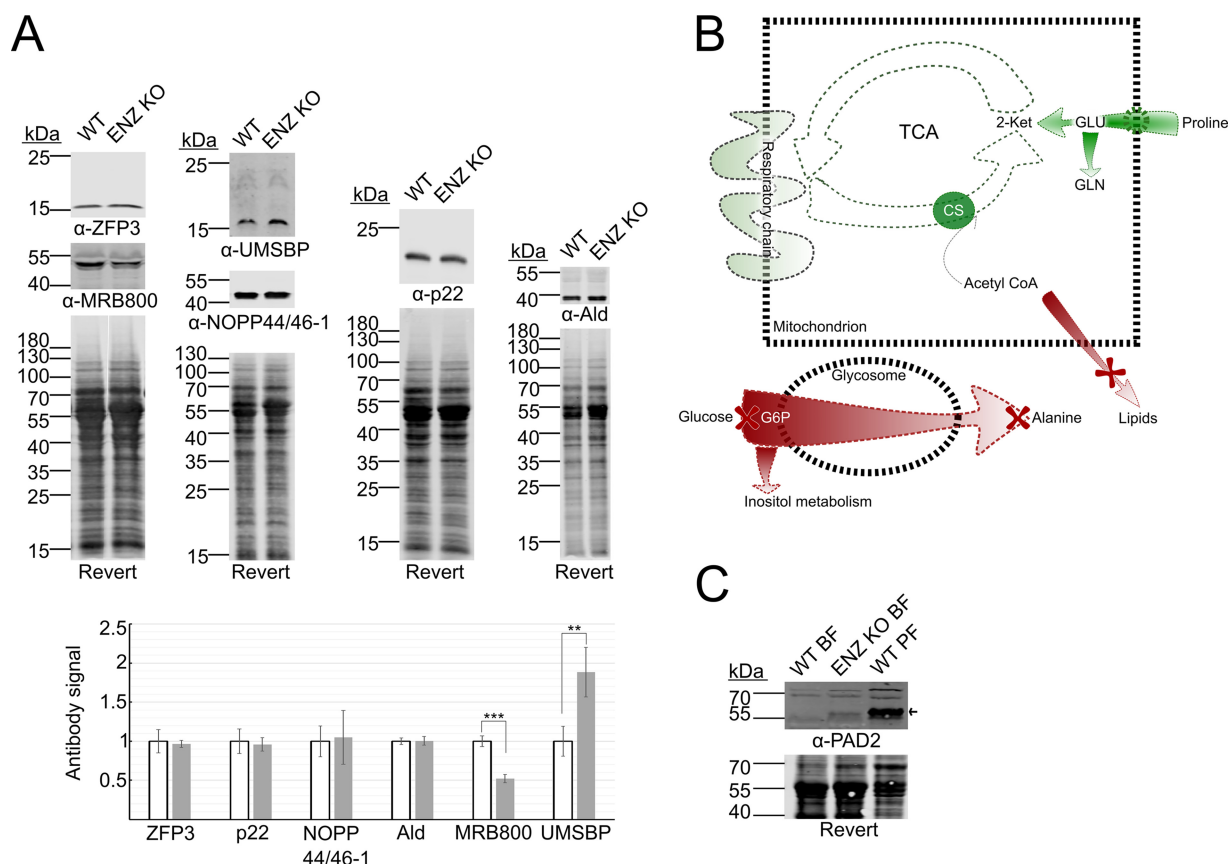 A
kDa
WT
ENZ KO
25
15
α-ZFP3
55
40
α-MRB800
180
130
100
70
55
40
35
25
15
Revert
kDa
WT
ENZ KO
25
15
α-UMSBP
55
40
α-NOPP44/46-1
130
100
70
55
40
35
25
15
Revert
kDa
WT
ENZ KO
25
α-p22
180
130
100
70
55
40
35
25
15
Revert
kDa
WT
ENZ KO
55
40
α-Ald
180
130
100
70
55
40
35
25
15
Revert
Antibody signal
2.5
2
1.5
1
0.5
***
**
ZFP3
p22
NOPP
44/46-1
Ald
MRB800
UMSBP
B
TCA
Respiratory chain
2-Ket
GLU
Proline
GLN
CS
Acetyl CoA
Mitochondrion
Glycosome
Glucose
G6P
Alanine
Lipids
Inositol metabolism
C
kDa
WT BF
ENZ KO BF
WT PF
70
55
α-PAD2
70
55
40
Revert